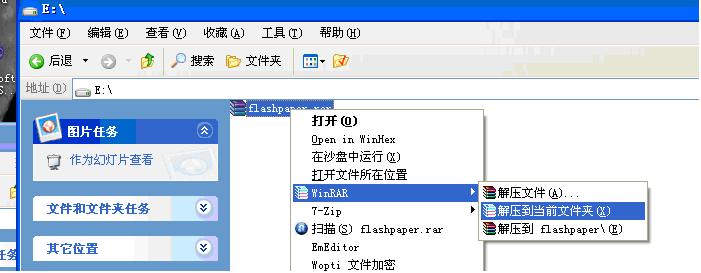 E:\
文件(F) 编辑(E) 查看(V) 收藏(A) 工具(T) 帮助(H)
后退 搜索 文件夹
地址(D) E:\
flashpaper.rar
图片任务
作为幻灯片查看
文件和文件夹任务
其它位置
打开(O)
Open in WinHex
在沙盘中运行(X)
打开文件所在位置
WinRAR
7-Zip
扫描(S) flashpaper.rar
EmEditor
Wopti 文件加密
解压文件(A)...
解压到当前文件夹(X)
解压到 flashpaper\(E)